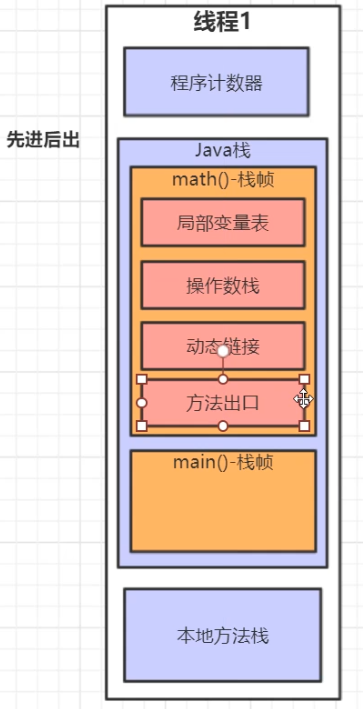 线程1
程序计数器
先进后出
Java栈
math()-栈帧
局部变量表
操作数栈
动态链接
方法出口
main()-栈帧
本地方法栈